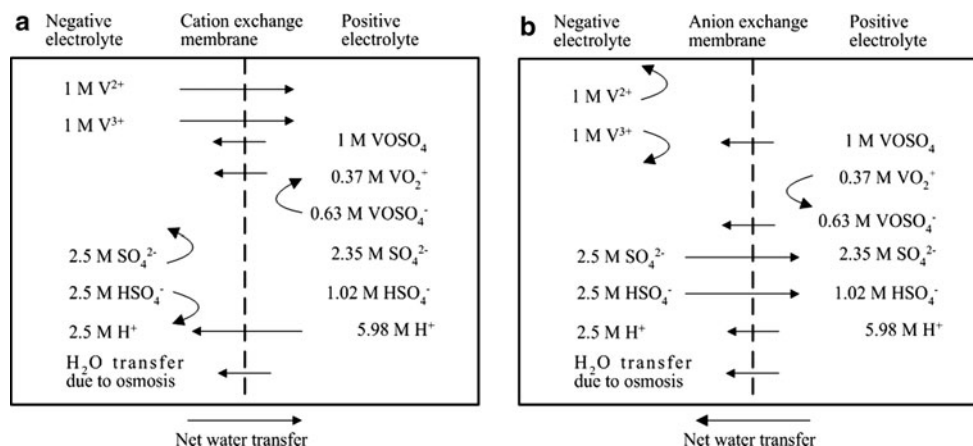 a
Negative electrolyte
Cation exchange membrane
Positive electrolyte
1 M V²⁺
1 M V³⁺
1 M VOSO₄
0.37 M VO₂⁺
0.63 M VOSO₄⁻
2.5 M SO₄²⁻
2.35 M SO₄²⁻
2.5 M HSO₄⁻
1.02 M HSO₄⁻
2.5 M H⁺
5.98 M H⁺
H₂O transfer
due to osmosis
Net water transfer
b
Negative electrolyte
Anion exchange membrane
Positive electrolyte
1 M V²⁺
1 M V³⁺
1 M VOSO₄
0.37 M VO₂⁺
0.63 M VOSO₄⁻
2.5 M SO₄²⁻
2.35 M SO₄²⁻
2.5 M HSO₄⁻
1.02 M HSO₄⁻
2.5 M H⁺
5.98 M H⁺
H₂O transfer
due to osmosis
Net water transfer